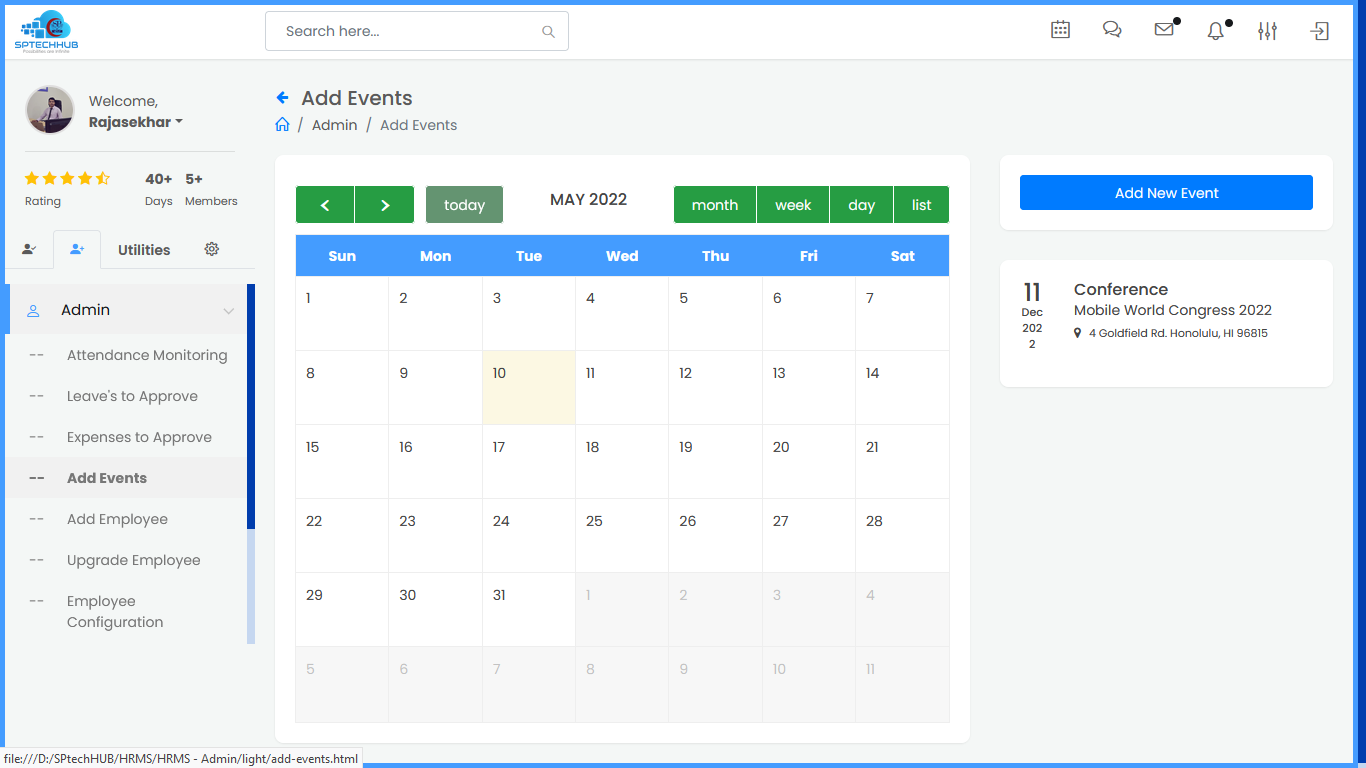 SPTECHHUB
Search here...
Welcome,
Rajasekhar
40+ 5+
Rating Days Members
Utilities
Admin
-- Attendance Monitoring
-- Leave's to Approve
-- Expenses to Approve
-- Add Events
-- Add Employee
-- Upgrade Employee
-- Employee
Configuration
Add Events
/ Admin / Add Events
today MAY 2022 month week day list
Sun Mon Tue Wed Thu Fri Sat
1 2 3 4 5 6 7
8 9 10 11 12 13 14
15 16 17 18 19 20 21
22 23 24 25 26 27 28
29 30 31 1 2 3 4
5 6 7 8 9 10 11
Add New Event
11
Dec
202
2
Conference
Mobile World Congress 2022
4 Goldfield Rd. Honolulu, HI 96815
file:///D:/SPtechHUB/HRMS/HRMS - Admin/light/add-events.html